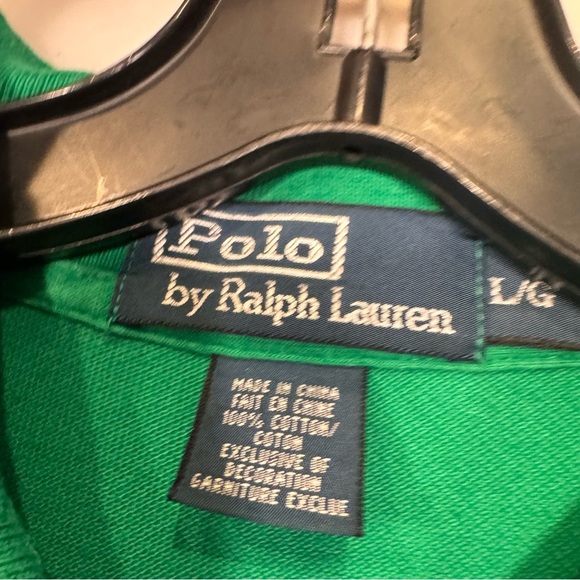 Polo
by Ralph Lauren
L/G
MADE IN CHINA
FAIT EN CHINE
100% COTTON/
COTON
EXCLUSIVE OF
DECORATION
GARNITURE EXCLUE